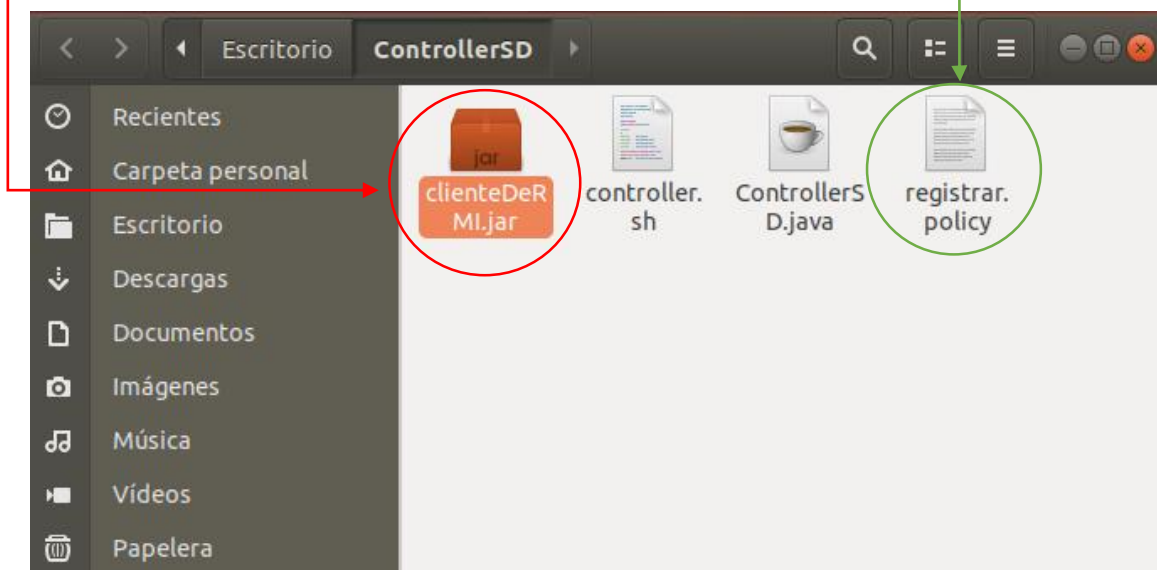 Escritorio
ControllerSD
Recientes
Carpeta personal
Escritorio
Descargas
Documentos
Imágenes
Música
Vídeos
Papelera
jar
clienteDeR
MI.jar
controller.
sh
ControllerS
D.java
registrar.
policy